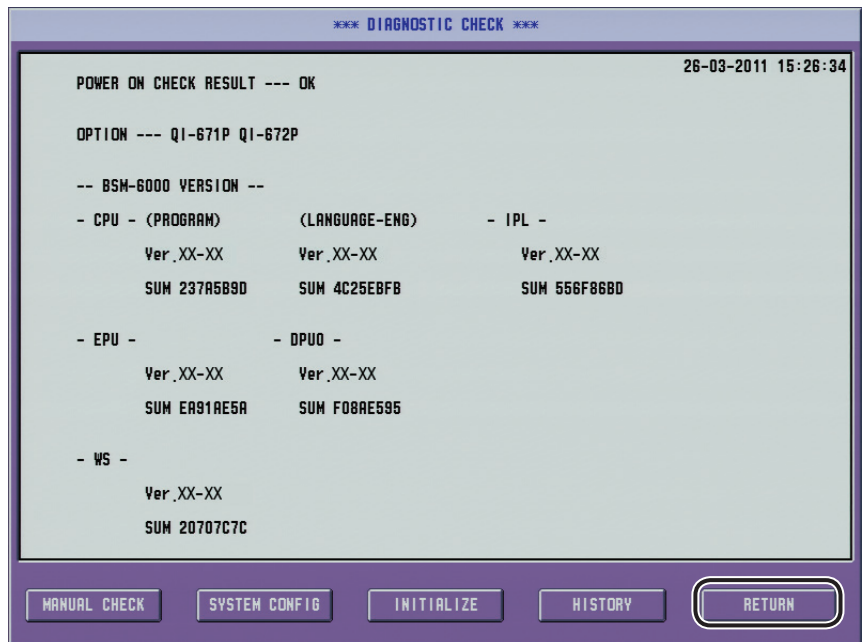 *** DIAGNOSTIC CHECK ***
26-03-2011 15:26:34
POWER ON CHECK RESULT --- OK
OPTION --- QI-671P QI-672P
-- BSM-6000 VERSION --
- CPU - (PROGRAM) (LANGUAGE-ENG) - IPL -
Ver.XX-XX Ver.XX-XX Ver.XX-XX
SUM 237A5B9D SUM 4C25EBFB SUM 556F86BD
- EPU - - DPU0 -
Ver.XX-XX Ver.XX-XX
SUM EA91AE5A SUM F08AE595
- WS -
Ver.XX-XX
SUM 20707C7C
MANUAL CHECK SYSTEM CONFIG INITIALIZE HISTORY RETURN